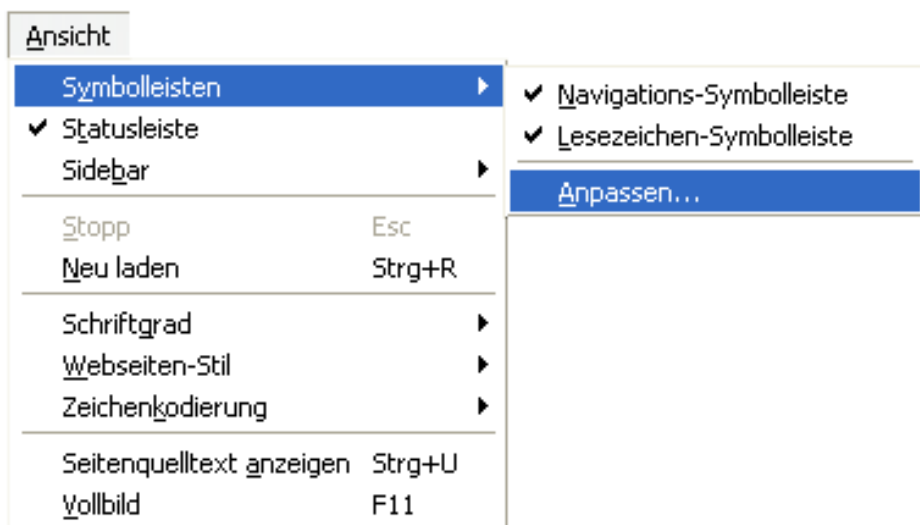 Ansicht
Symbolleisten
Statusleiste
Sidebar
Stopp Esc
Neu laden Strg+R
Schriftgrad
Webseiten-Stil
Zeichenkodierung
Seitenquelltext anzeigen Strg+U
Vollbild F11
Navigations-Symbolleiste
Lesezeichen-Symbolleiste
Anpassen...